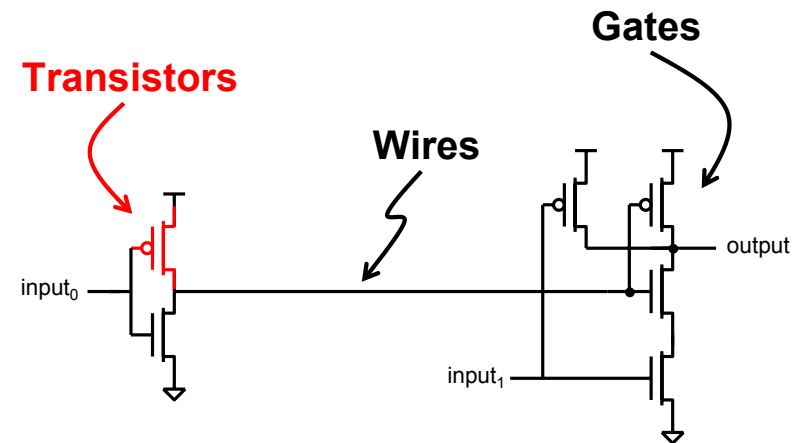 Gates
Transistors
Wires
output
input₀
input₁